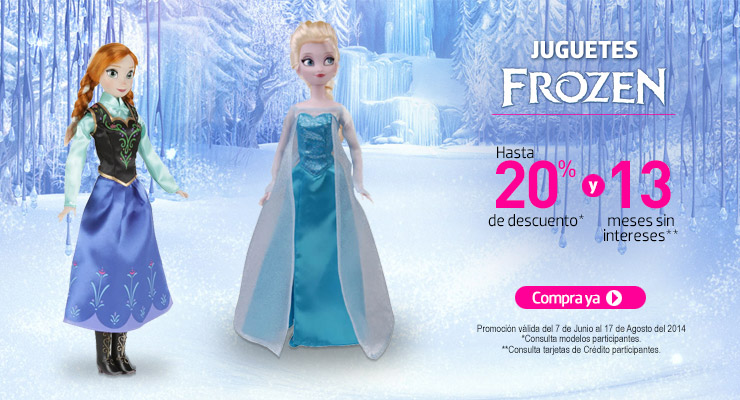 JUGUETES
FROZEN
Hasta
20% y 13
de descuento* meses sin
intereses**
Compra ya
Promoción válida del 7 de Junio al 17 de Agosto del 2014
*Consulta modelos participantes.
**Consulta tarjetas de Crédito participantes.